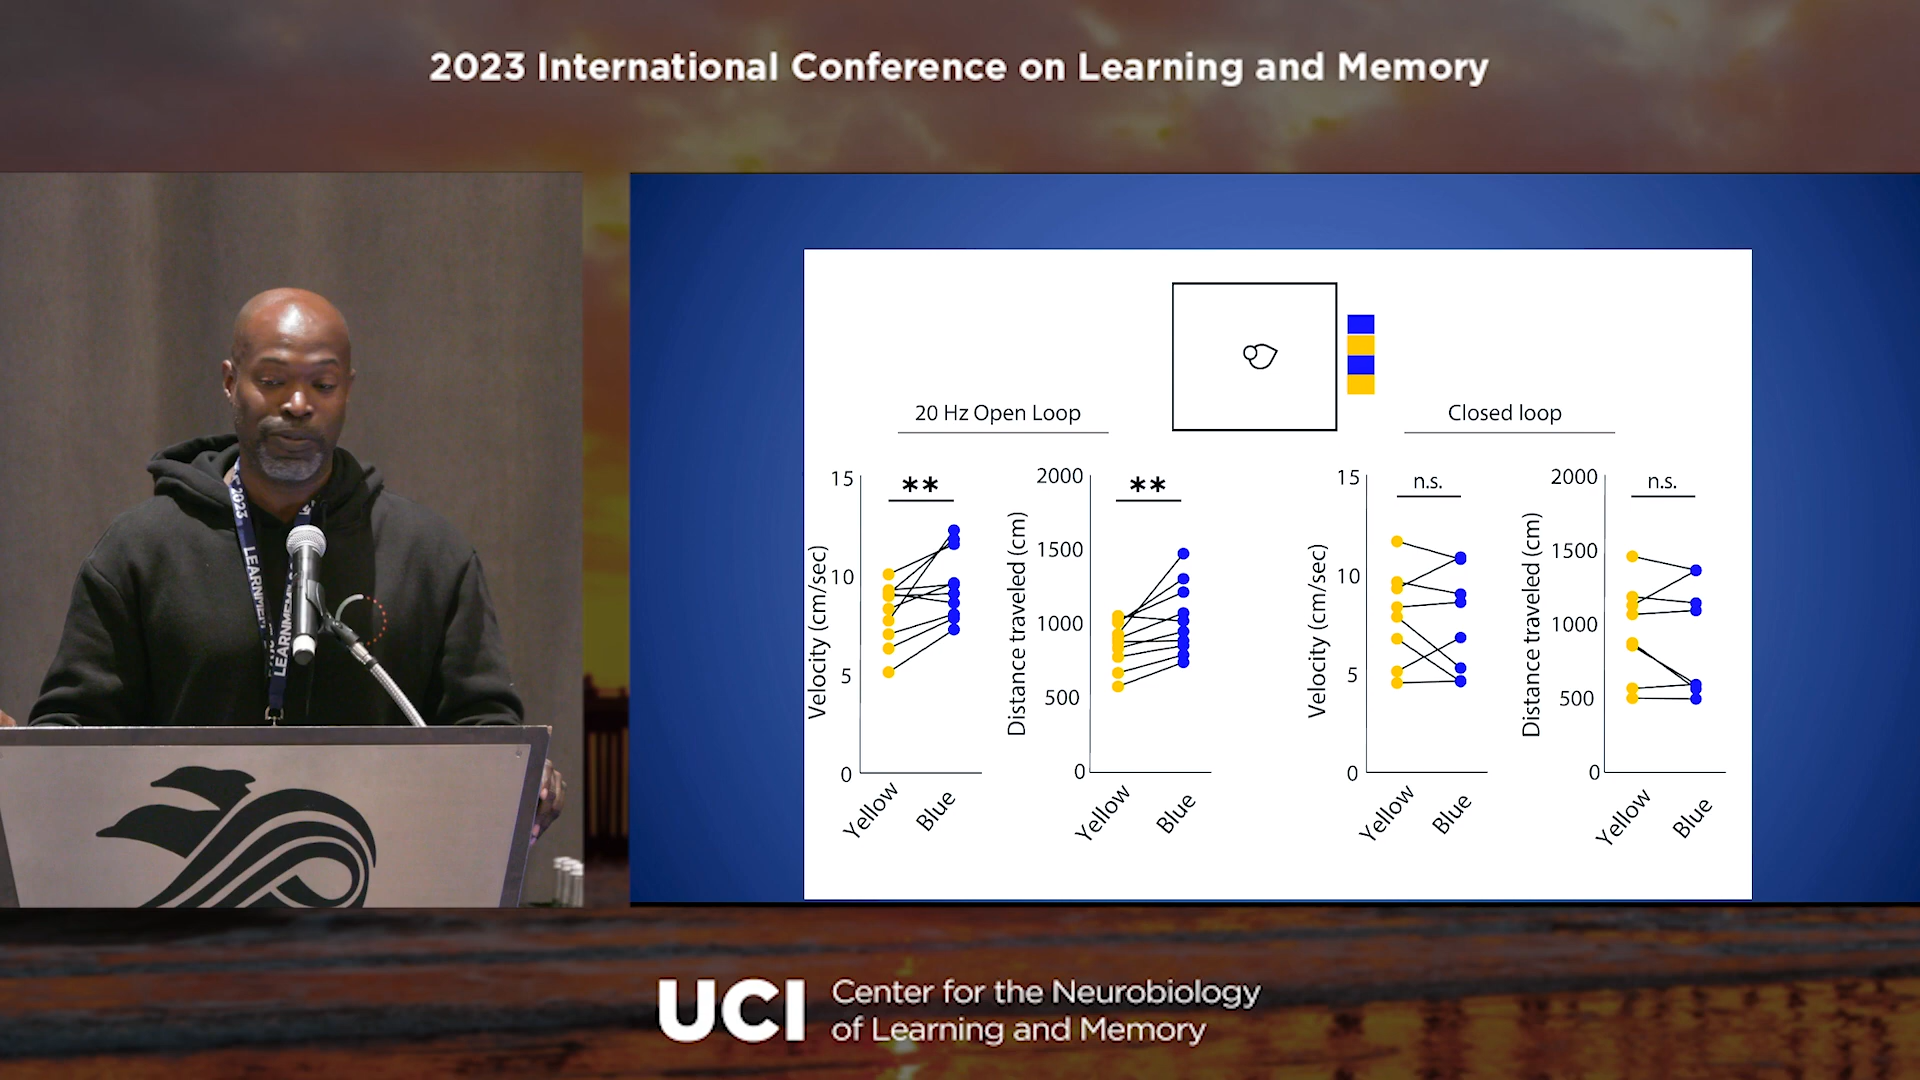 2023 International Conference on Learning and Memory
20 Hz Open Loop
Closed loop
15
10
5
0
Velocity (cm/sec)
**
Yellow
Blue
2000
1500
1000
500
0
Distance traveled (cm)
**
Yellow
Blue
15
10
5
0
Velocity (cm/sec)
n.s.
Yellow
Blue
2000
1500
1000
500
0
Distance traveled (cm)
n.s.
Yellow
Blue
2023
UCI Center for the Neurobiology
of Learning and Memory